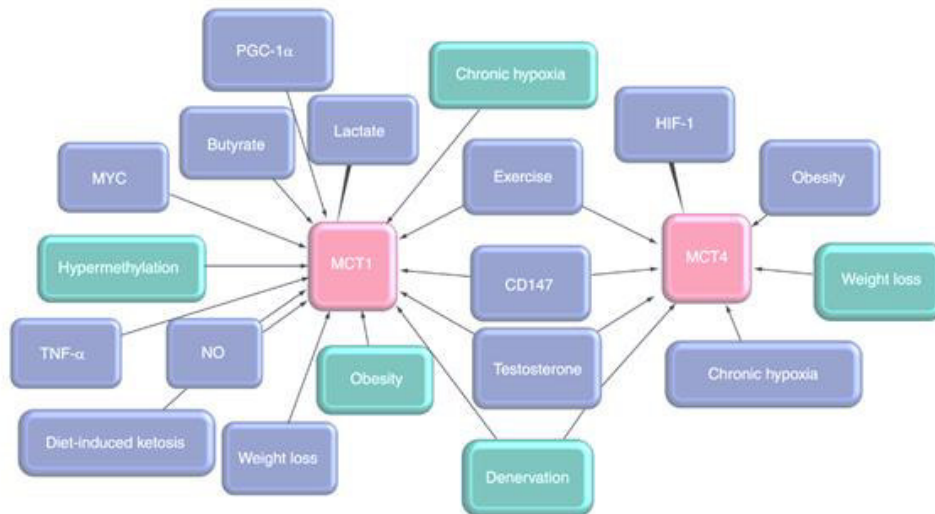 PGC-1α
Chronic hypoxia
Lactate
HIF-1
Butyrate
Exercise
Obesity
MYC
Hypermethylation
MCT1
MCT4
CD147
Weight loss
TNF-α
NO
Obesity
Testosterone
Chronic hypoxia
Diet-induced ketosis
Weight loss
Denervation